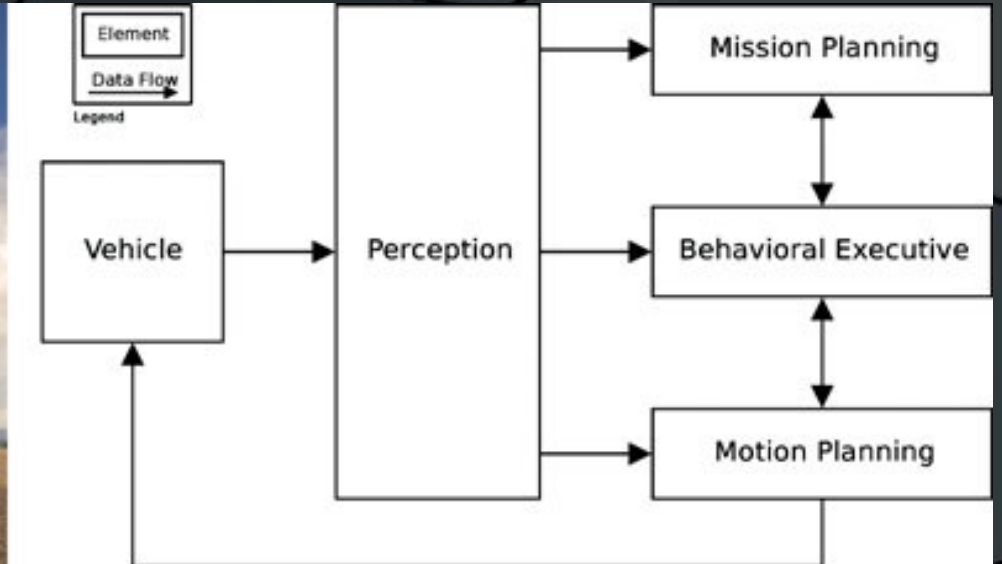 Element
Data Flow
Legend
Vehicle
Perception
Mission Planning
Behavioral Executive
Motion Planning